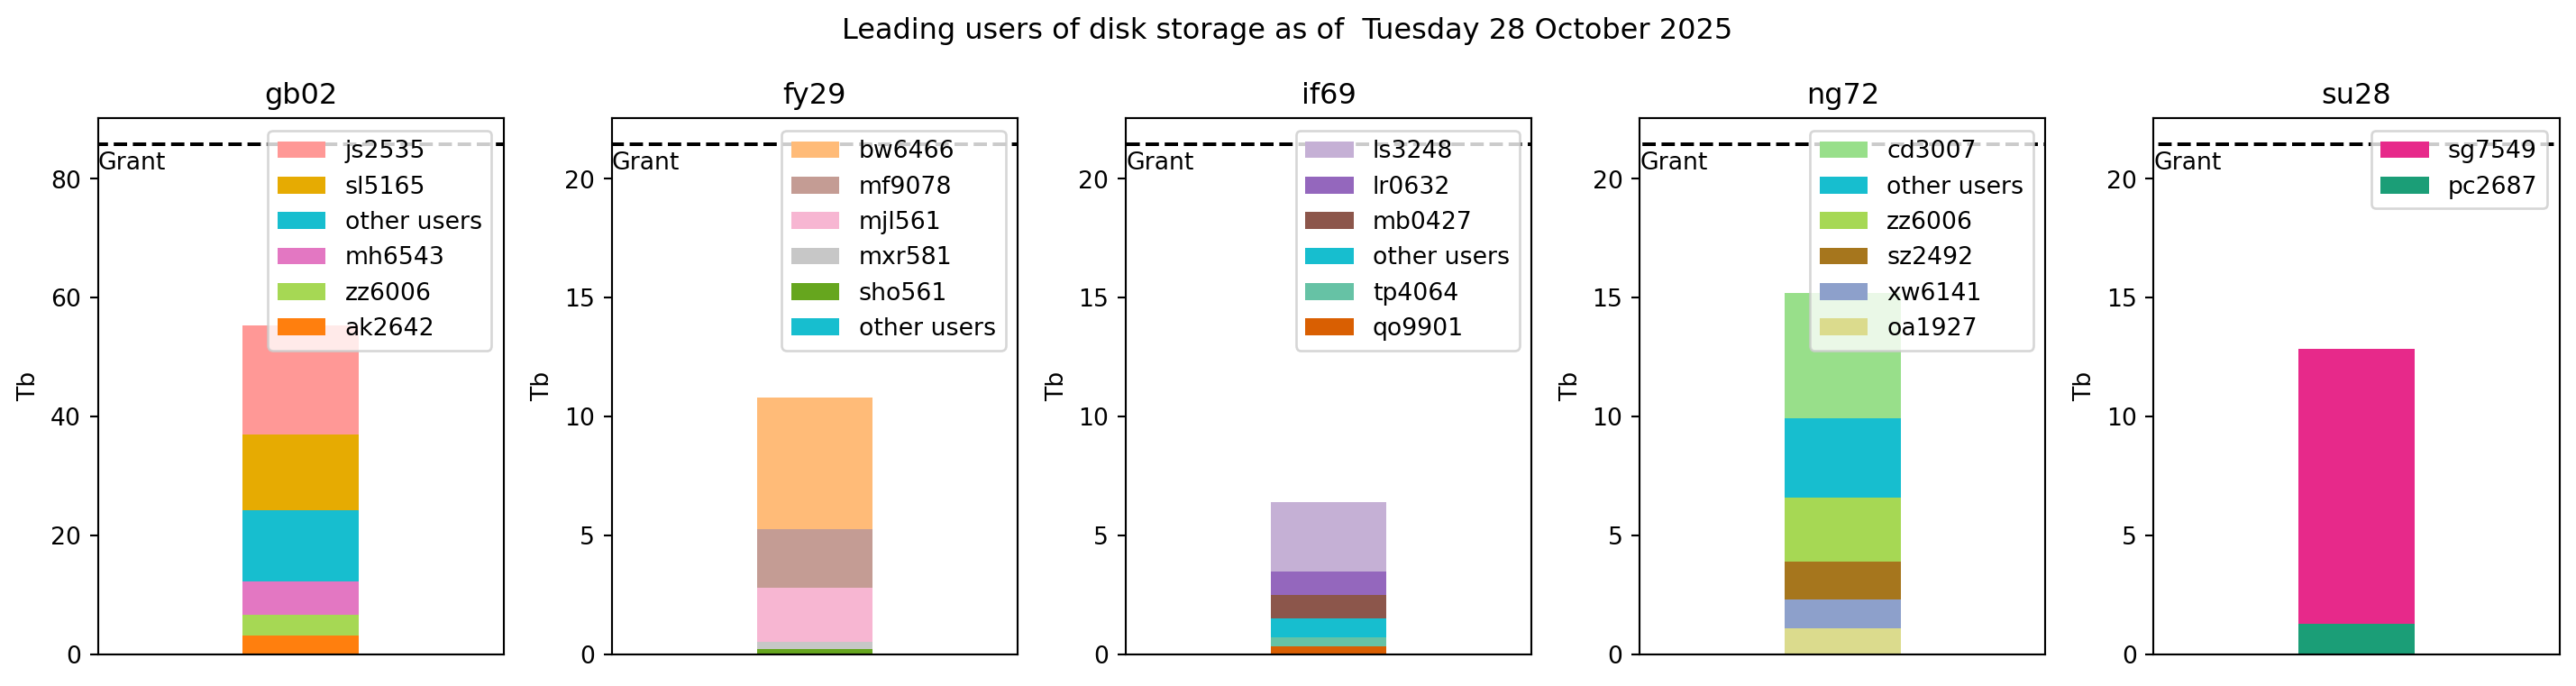 Leading users of disk storage as of  Tuesday 28 October 2025
gb02
Tb
80
60
40
20
0
Grant
js2535
sl5165
other users
mh6543
zz6006
ak2642
fy29
Tb
20
15
10
5
0
Grant
bw6466
mf9078
mjl561
mxr581
sho561
other users
if69
Tb
20
15
10
5
0
Grant
ls3248
lr0632
mb0427
other users
tp4064
qo9901
ng72
Tb
20
15
10
5
0
Grant
cd3007
other users
zz6006
sz2492
xw6141
oa1927
su28
Tb
20
15
10
5
0
Grant
sg7549
pc2687